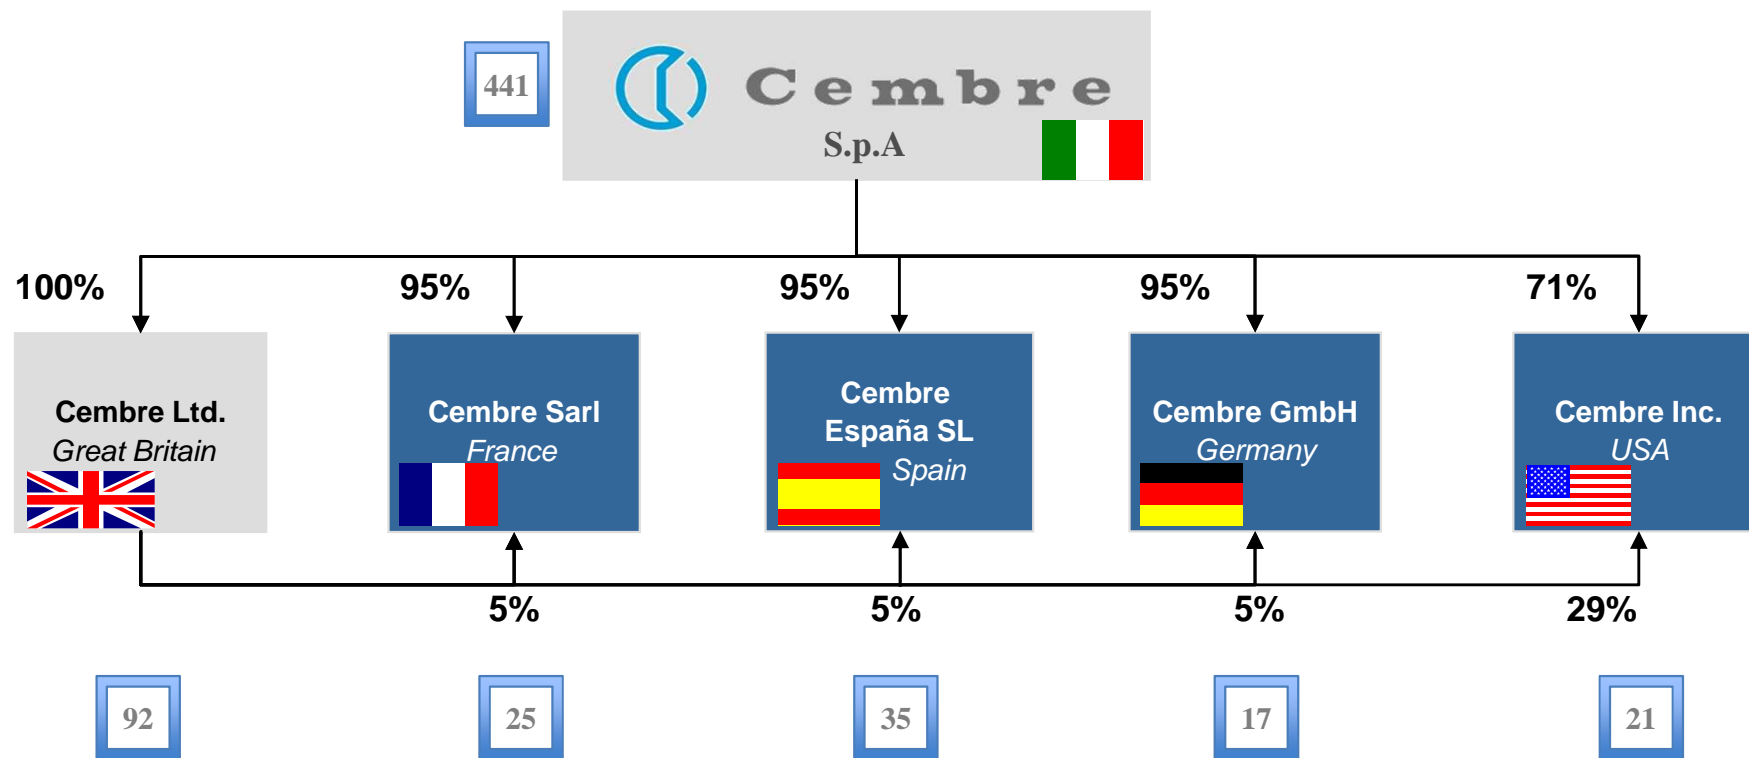 441
Cembre
S.p.A
100%
95%
95%
95%
71%
Cembre Ltd.
Great Britain
Cembre Sarl
France
Cembre
España SL
Spain
Cembre GmbH
Germany
Cembre Inc.
USA
5%
5%
5%
29%
92
25
35
17
21